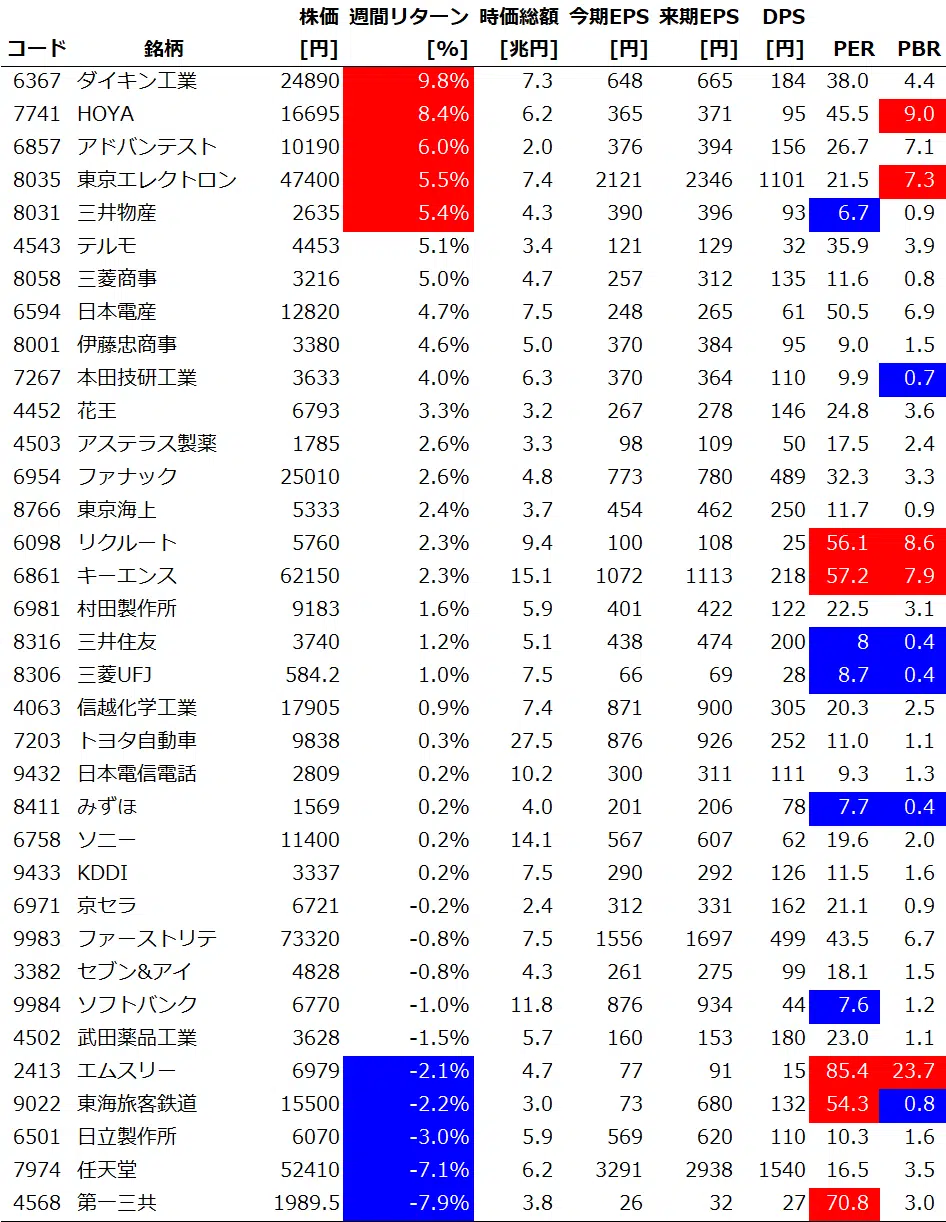 株価 週間リターン 時価総額 今期EPS 来期EPS DPS
コード 銘柄 [円] [%] [兆円] [円] [円] [円] PER PBR
6367 ダイキン工業 24890 9.8% 7.3 648 665 184 38.0 4.4
7741 HOYA 16695 8.4% 6.2 365 371 95 45.5 9.0
6857 アドバンテスト 10190 6.0% 2.0 376 394 156 26.7 7.1
8035 東京エレクトロン 47400 5.5% 7.4 2121 2346 1101 21.5 7.3
8031 三井物産 2635 5.4% 4.3 390 396 93 6.7 0.9
4543 テルモ 4453 5.1% 3.4 121 129 32 35.9 3.9
8058 三菱商事 3216 5.0% 4.7 257 312 135 11.6 0.8
6594 日本電産 12820 4.7% 7.5 248 265 61 50.5 6.9
8001 伊藤忠商事 3380 4.6% 5.0 370 384 95 9.0 1.5
7267 本田技研工業 3633 4.0% 6.3 370 364 110 9.9 0.7
4452 花王 6793 3.3% 3.2 267 278 146 24.8 3.6
4503 アステラス製薬 1785 2.6% 3.3 98 109 50 17.5 2.4
6954 ファナック 25010 2.6% 4.8 773 780 489 32.3 3.3
8766 東京海上 5333 2.4% 3.7 454 462 250 11.7 0.9
6098 リクルート 5760 2.3% 9.4 100 108 25 56.1 8.6
6861 キーエンス 62150 2.3% 15.1 1072 1113 218 57.2 7.9
6981 村田製作所 9183 1.6% 5.9 401 422 122 22.5 3.1
8316 三井住友 3740 1.2% 5.1 438 474 200 8 0.4
8306 三菱UFJ 584.2 1.0% 7.5 66 69 28 8.7 0.4
4063 信越化学工業 17905 0.9% 7.4 871 900 305 20.3 2.5
7203 トヨタ自動車 9838 0.3% 27.5 876 926 252 11.0 1.1
9432 日本電信電話 2809 0.2% 10.2 300 311 111 9.3 1.3
8411 みずほ 1569 0.2% 4.0 201 206 78 7.7 0.4
6758 ソニー 11400 0.2% 14.1 567 607 62 19.6 2.0
9433 KDDI 3337 0.2% 7.5 290 292 126 11.5 1.6
6971 京セラ 6721 -0.2% 2.4 312 331 162 21.1 0.9
9983 ファーストリテ 73320 -0.8% 7.5 1556 1697 499 43.5 6.7
3382 セブン&アイ 4828 -0.8% 4.3 261 275 99 18.1 1.5
9984 ソフトバンク 6770 -1.0% 11.8 876 934 44 7.6 1.2
4502 武田薬品工業 3628 -1.5% 5.7 160 153 180 23.0 1.1
2413 エムスリー 6979 -2.1% 4.7 77 91 15 85.4 23.7
9022 東海旅客鉄道 15500 -2.2% 3.0 73 680 132 54.3 0.8
6501 日立製作所 6070 -3.0% 5.9 569 620 110 10.3 1.6
7974 任天堂 52410 -7.1% 6.2 3291 2938 1540 16.5 3.5
4568 第一三共 1989.5 -7.9% 3.8 26 32 27 70.8 3.0